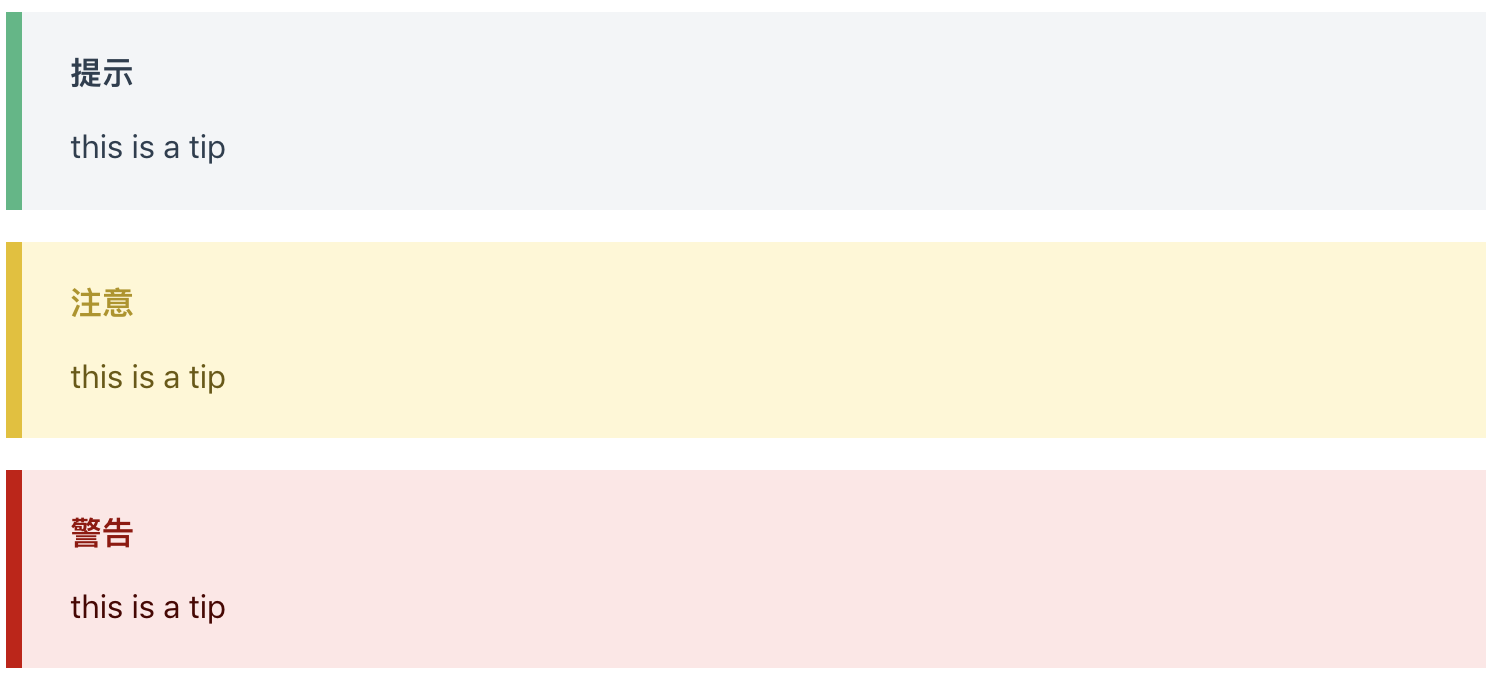 提示
this is a tip
注意
this is a tip
警告
this is a tip